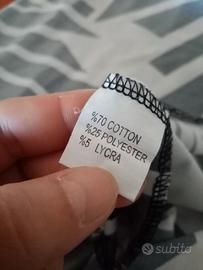 %70 COTTON
%25 POLYESTER
%5 LYCRA
subito